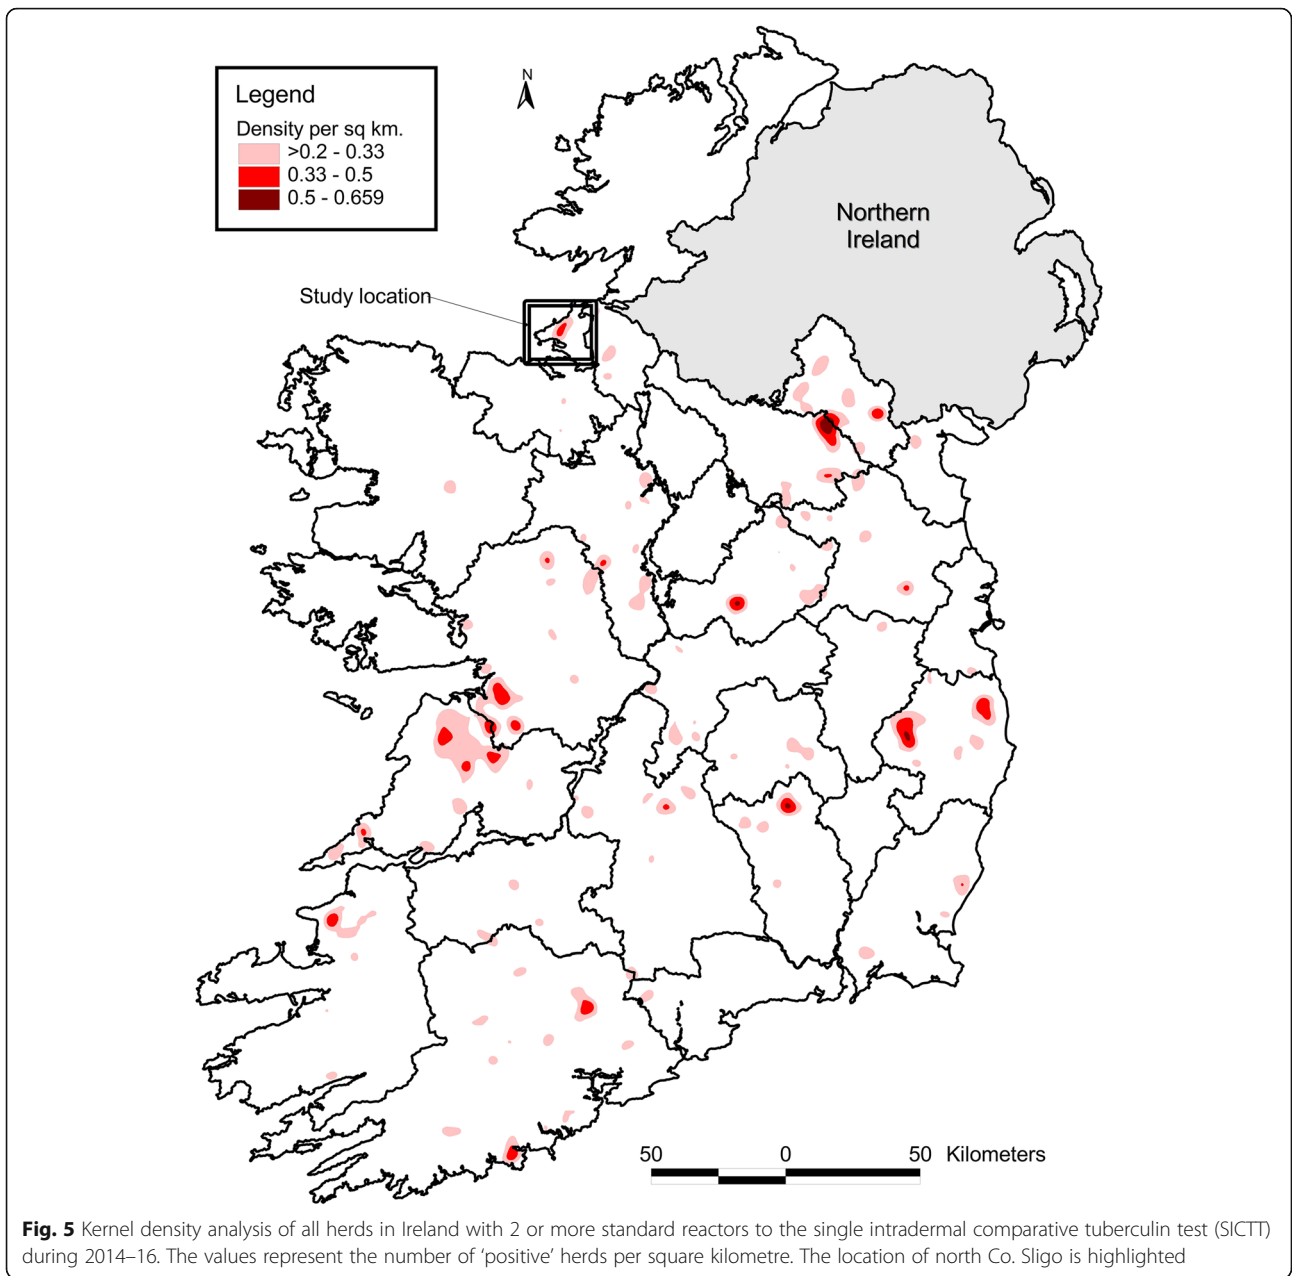 Legend
Density per sq km.
>0.2 - 0.33
0.33 - 0.5
0.5 - 0.659
N
Northern
Ireland
Study location
50 0 50 Kilometers
Fig. 5 Kernel density analysis of all herds in Ireland with 2 or more standard reactors to the single intradermal comparative tuberculin test (SICTT)
during 2014–16. The values represent the number of ‘positive’ herds per square kilometre. The location of north Co. Sligo is highlighted